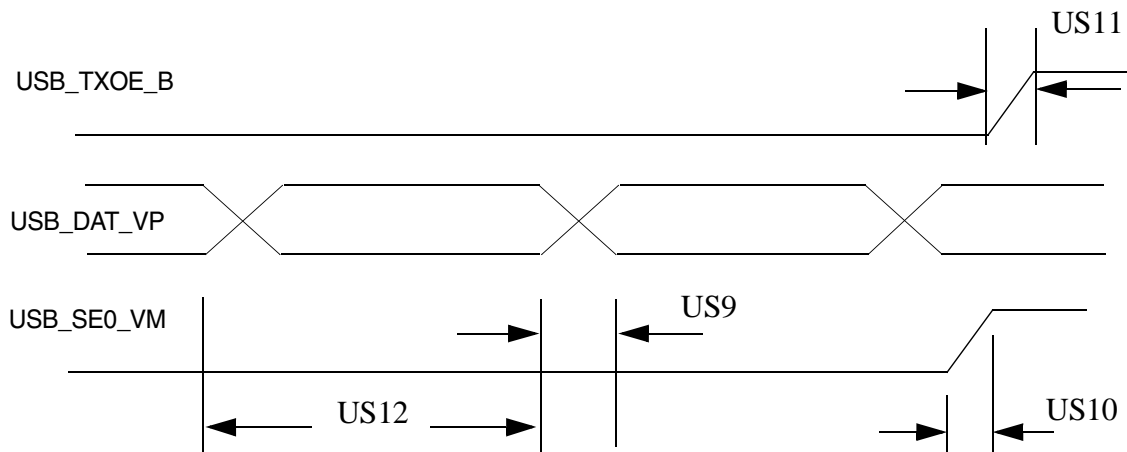 US11
USB_TXOE_B
USB_DAT_VP
USB_SE0_VM
US9
US12
US10